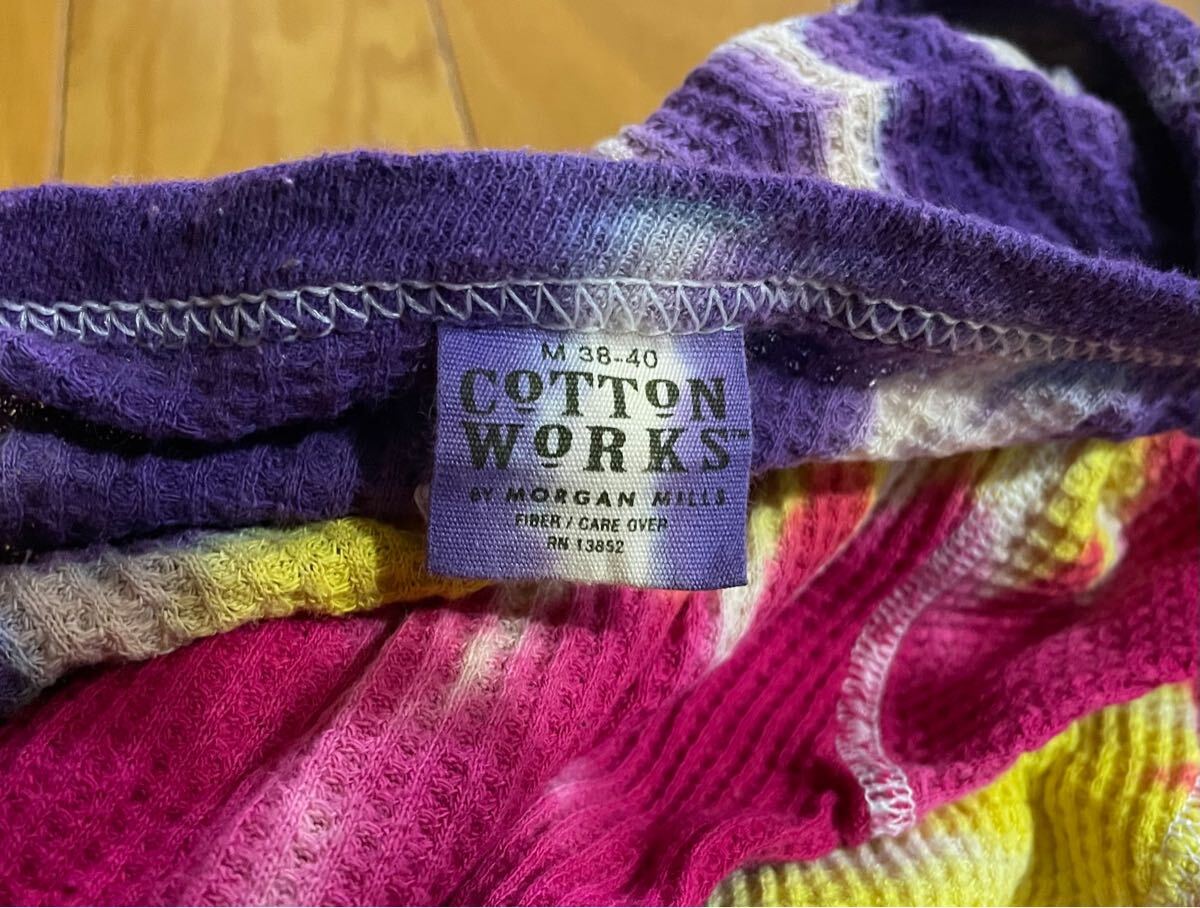 M 38-40
COTTON
WORKS™
BY MORGAN MILLS
FIBER / CARE OVER
RN 13852